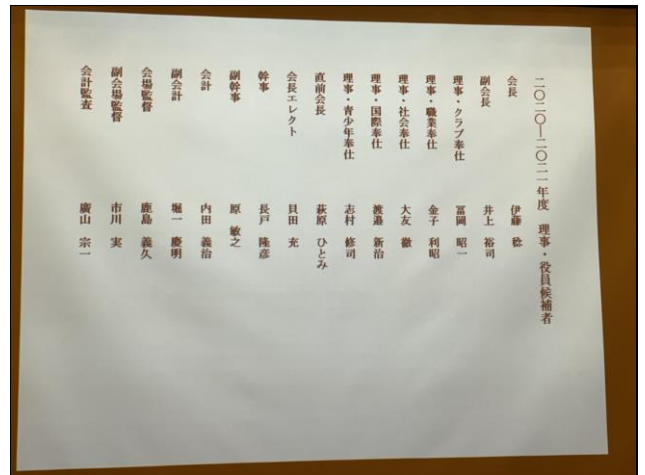 二〇二〇―二〇二一年度 理事・役員候補者
会長 伊藤 稔
副会長 井上 裕司
理事・クラブ奉仕 冨岡 昭一
理事・職業奉仕 金子 利昭
理事・社会奉仕 大友 徹
理事・国際奉仕 渡邉 新治
理事・青少年奉仕 志村 修司
直前会長 萩原 ひとみ
会長エレクト 貝田 充
幹事 長戸 隆彦
副幹事 原 敏之
会計 内田 義治
副会計 堀一 慶明
会場監督 鹿島 義久
副会場監督 市川 実
会計監査 廣山 宗一